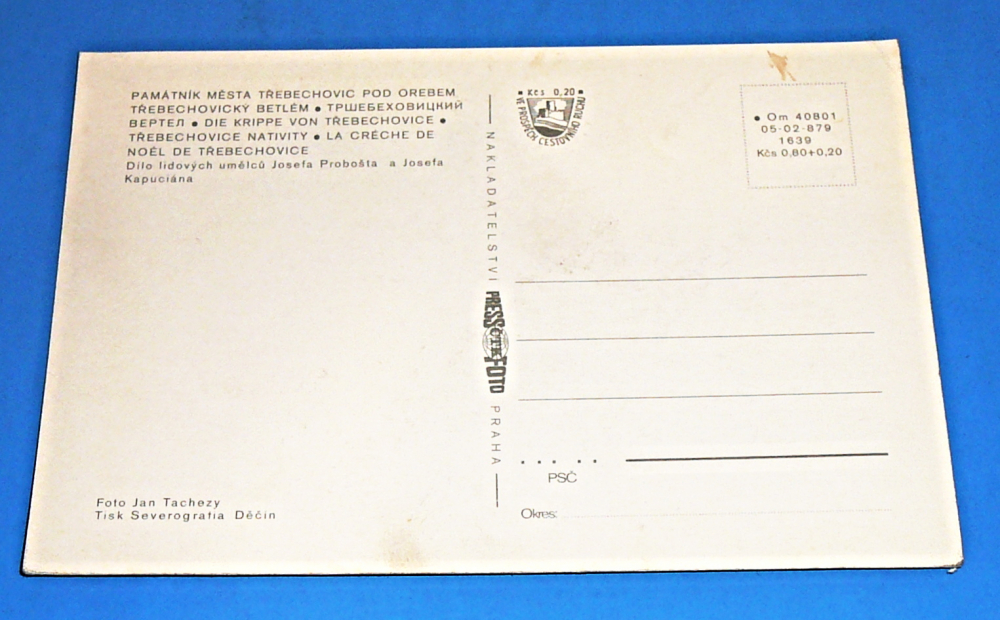 PAMÁTNÍK MĚSTA TŘEBECHOVIC POD OREBEM
TŘEBECHOVICKÝ BETLÉM • ТРШЕБЕХОВИЦКИЙ
ВЕРТЕП • DIE KRIPPE VON TŘEBECHOVICE •
TŘEBECHOVICE NATIVITY • LA CRÈCHE DE
NOËL DE TŘEBECHOVICE
Dílo lidových umělců Josefa Probošta a Josefa
Kapuciána
Foto Jan Tachezy
Tisk Severografia Děčín
NAKLADATELSTVÍ
PRESSFOTO
ČTK
PRAHA
• Kčs 0,20 •
VE PROSPĚCH CESTOVNÍHO RUCHU
• Om 40801
05-02-879
1639
Kčs 0,80+0,20
PSČ
Okres: